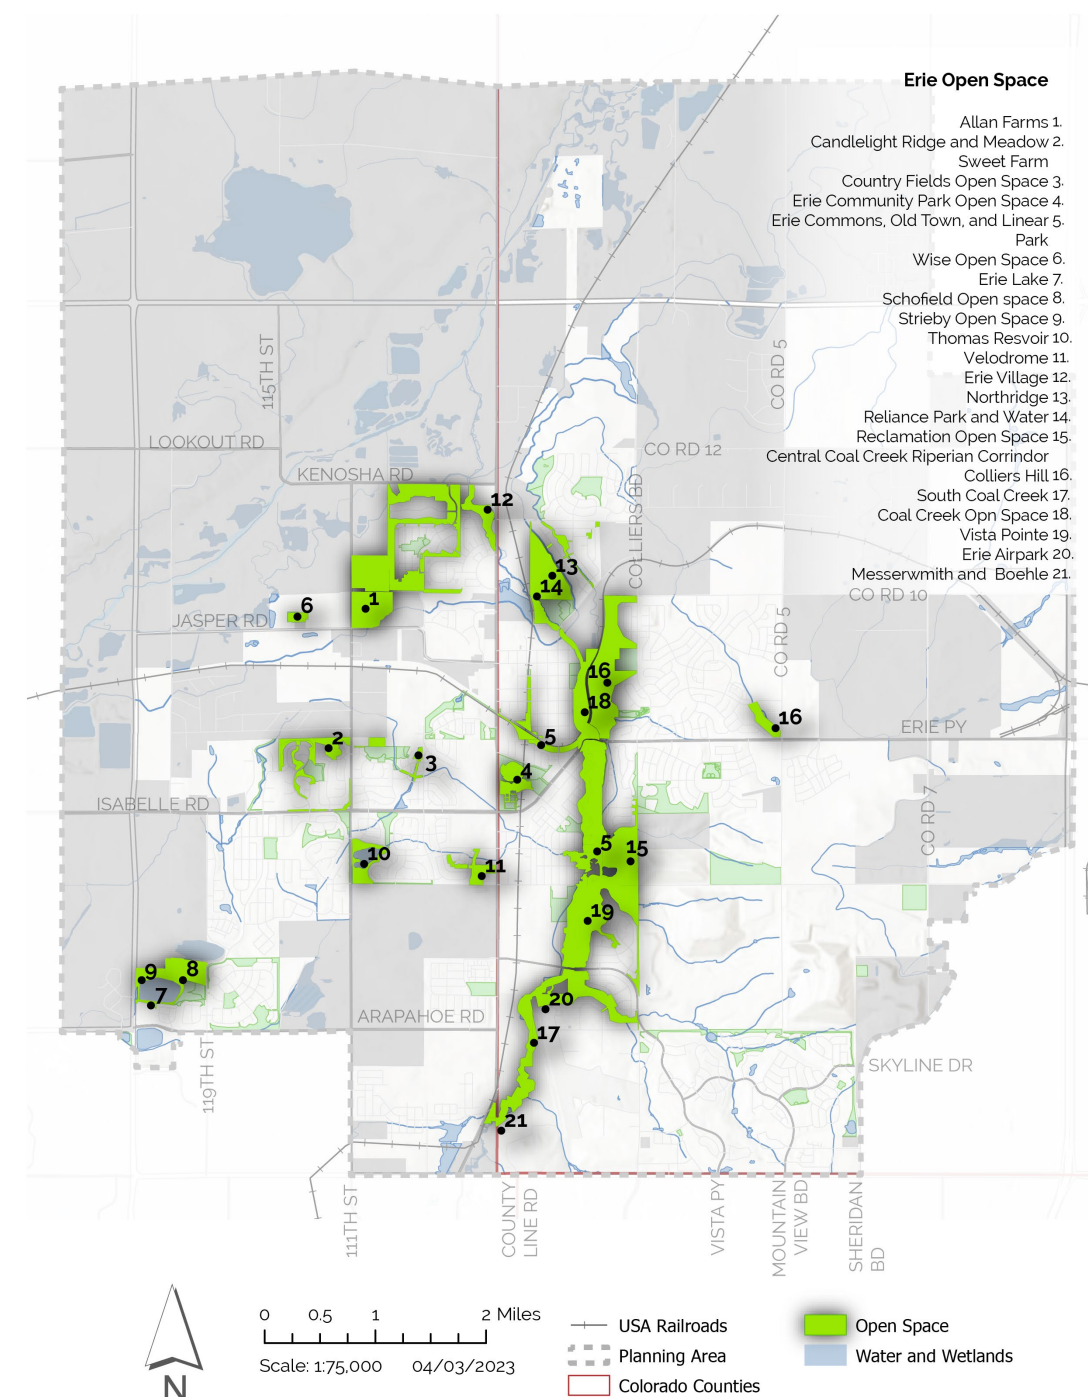 Erie Open Space
Allan Farms 1.
Candlelight Ridge and Meadow 2.
Sweet Farm
Country Fields Open Space 3.
Erie Community Park Open Space 4.
Erie Commons, Old Town, and Linear 5.
Park
Wise Open Space 6.
Erie Lake 7.
Schofield Open space 8.
Strieby Open Space 9.
Thomas Resvoir 10.
Velodrome 11.
Erie Village 12.
Northridge 13.
Reliance Park and Water 14.
Reclamation Open Space 15.
Central Coal Creek Riperian Corrindor
Colliers Hill 16.
South Coal Creek 17.
Coal Creek Opn Space 18.
Vista Pointe 19.
Erie Airpark 20.
Messerwmith and Boehle 21.
115TH ST
CO RD 5
LOOKOUT RD
CO RD 12
KENOSHA RD
COLLIERS BD
12
13
14
CO RD 10
6
1
JASPER RD
CO RD 5
16
18
16
ERIE PY
2
5
3
4
ISABELLE RD
CO RD 7
10
5
15
11
19
9
8
7
20
ARAPAHOE RD
17
119TH ST
SKYLINE DR
21
111TH ST
COUNTY
LINE RD
VISTA PY
MOUNTAIN
VIEW BD
SHERIDAN
BD
0 0.5 1 2 Miles
Scale: 1:75,000 04/03/2023
N
USA Railroads
Planning Area
Colorado Counties
Open Space
Water and Wetlands